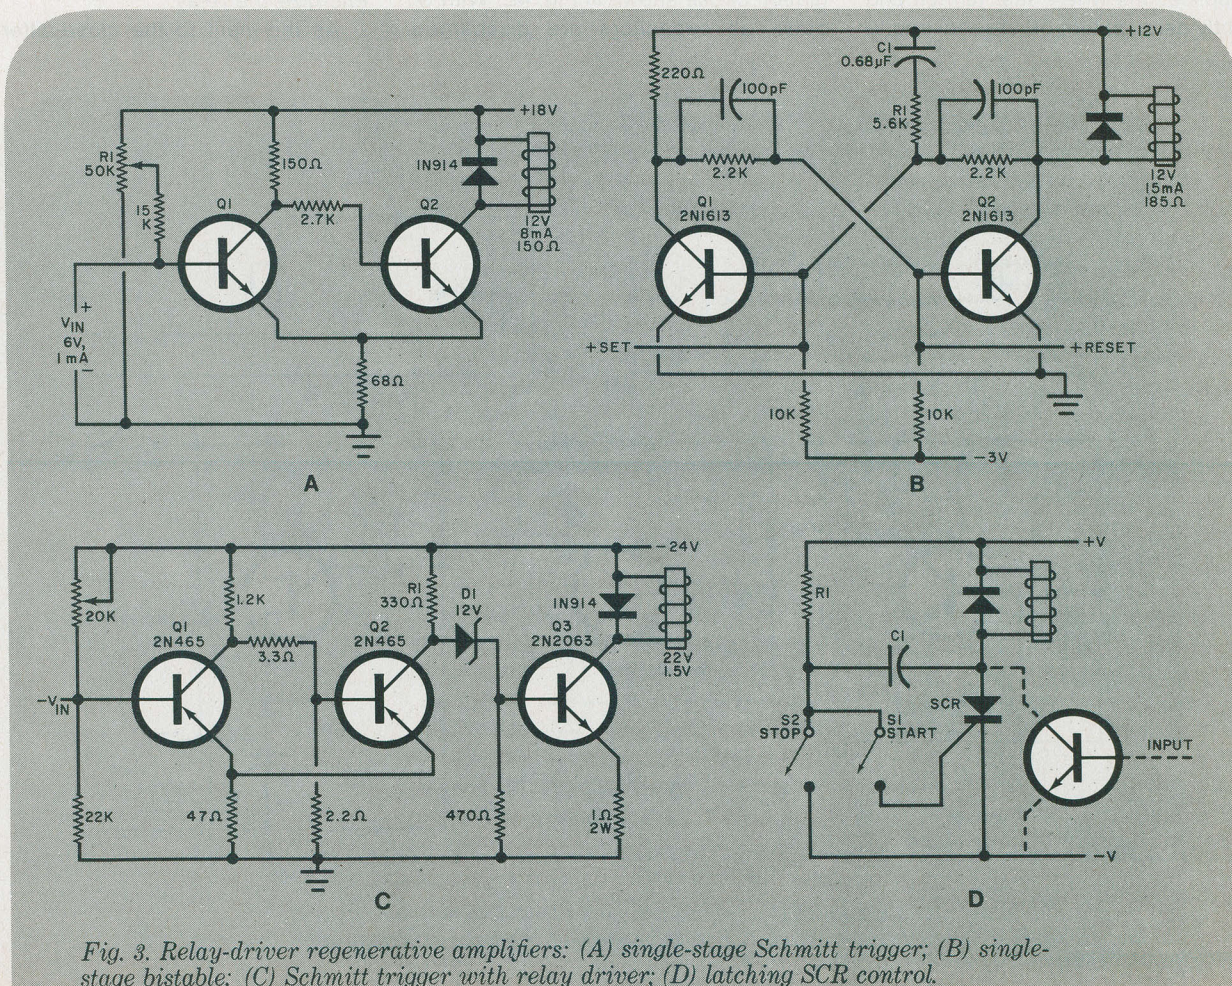 +18V
R1
50K
150Ω
1N914
15
K
Q1
2.7K
Q2
12V
8mA
150Ω
+
VIN
6V,
1mA
−
68Ω
A
+12V
220Ω
100pF
C1
0.68µF
R1
5.6K
100pF
2.2K
2.2K
12V
15mA
185Ω
Q1
2N1613
Q2
2N1613
+SET
+RESET
10K
10K
−3V
B
−24V
20K
1.2K
R1
330Ω
D1
12V
1N914
Q1
2N465
3.3Ω
Q2
2N465
Q3
2N2063
22V
1.5V
−VIN
22K
47Ω
2.2Ω
470Ω
1Ω
2W
C
+V
R1
C1
SCR
S2
STOP
S1
START
INPUT
−V
D
Fig. 3. Relay-driver regenerative amplifiers: (A) single-stage Schmitt trigger; (B) single-
stage bistable; (C) Schmitt trigger with relay driver; (D) latching SCR control.